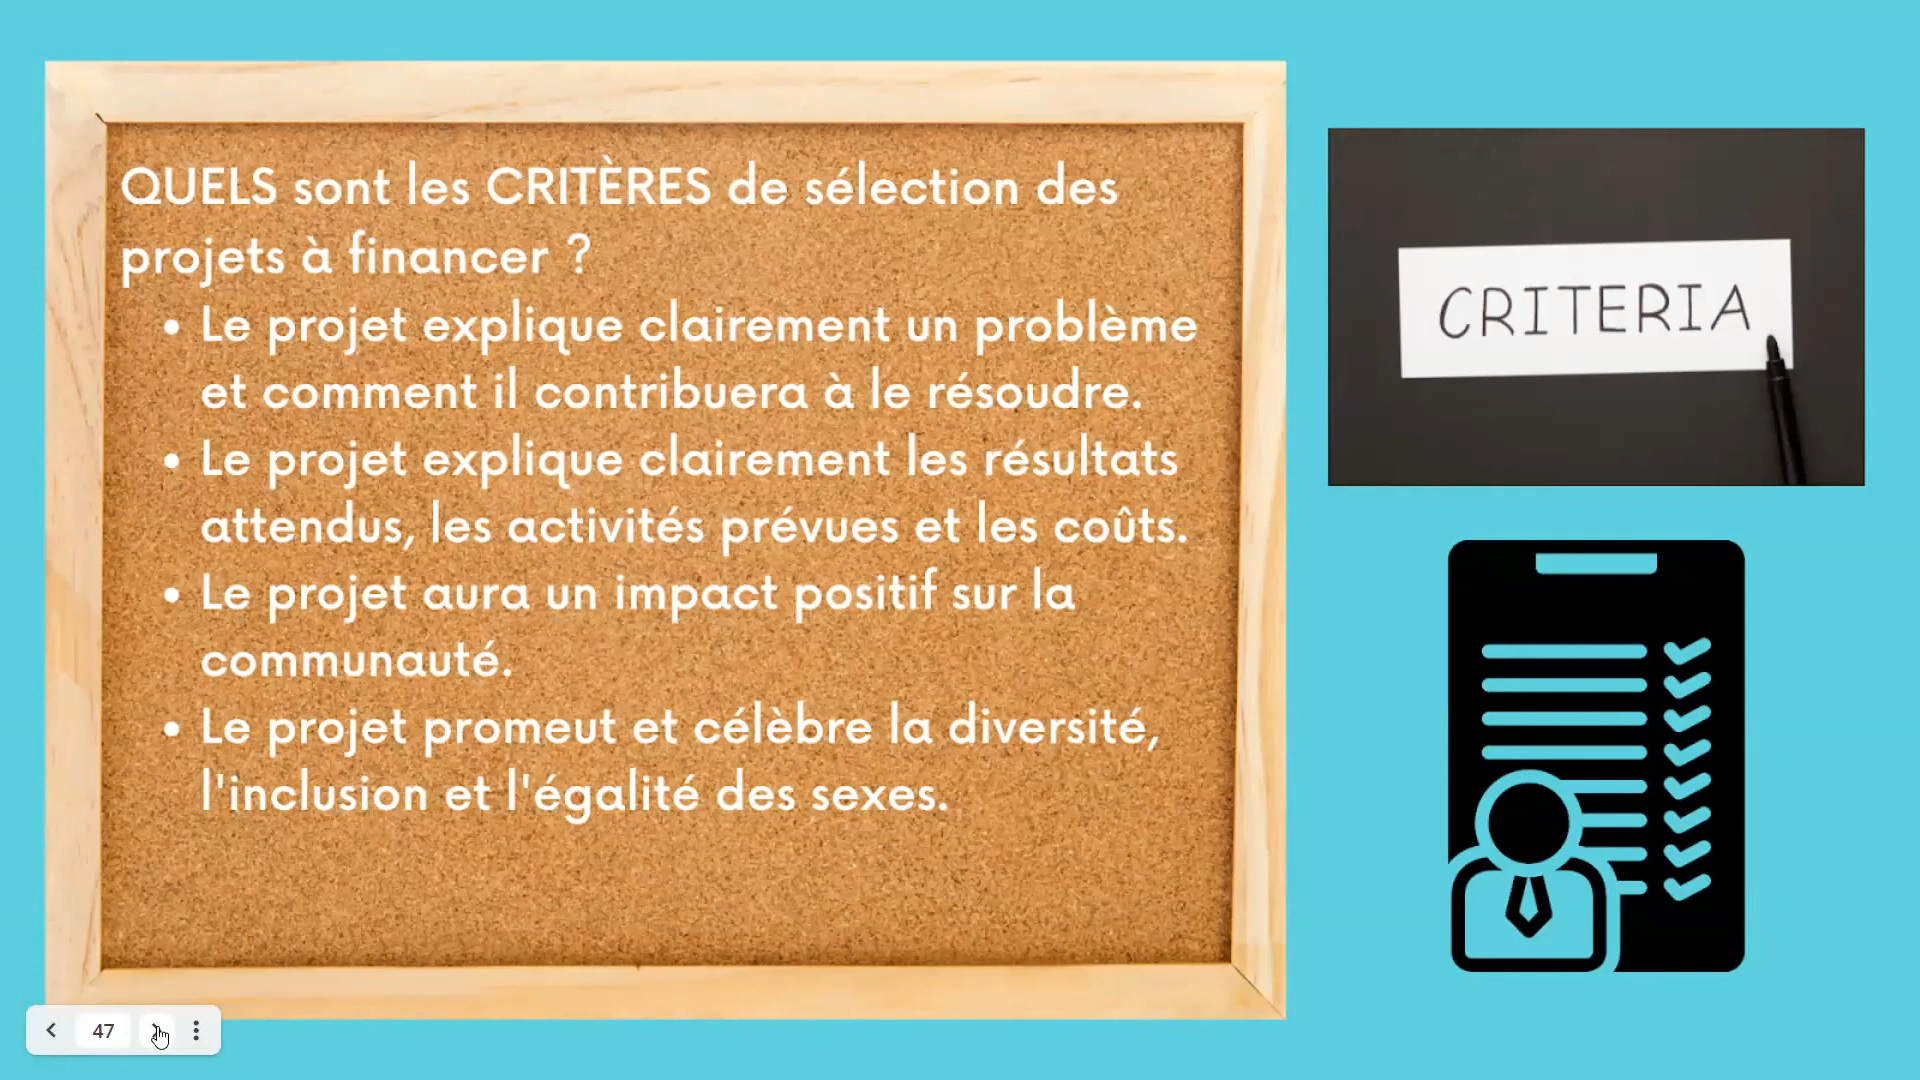 QUELS sont les CRITÈRES de sélection des
projets à financer ?
• Le projet explique clairement un problème
et comment il contribuera à le résoudre.
• Le projet explique clairement les résultats
attendus, les activités prévues et les coûts.
• Le projet aura un impact positif sur la
communauté.
• Le projet promeut et célèbre la diversité,
l'inclusion et l'égalité des sexes.
CRITERIA
47